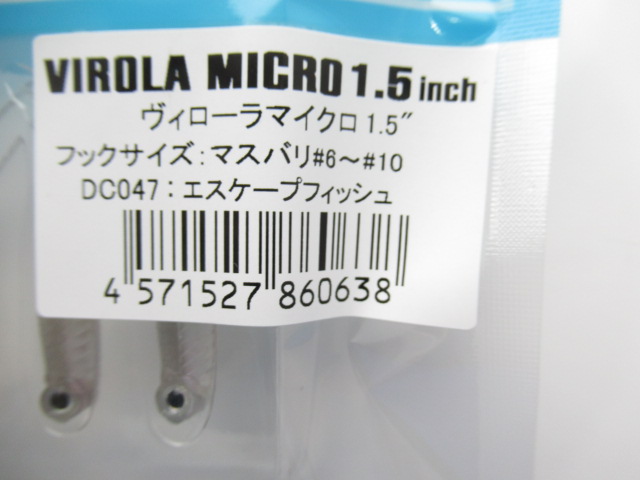 VIROLA MICRO 1.5 inch
ヴィローラマイクロ 1.5″
フックサイズ：マスバリ#6～#10
DC047：エスケープフィッシュ
4 571527 860638